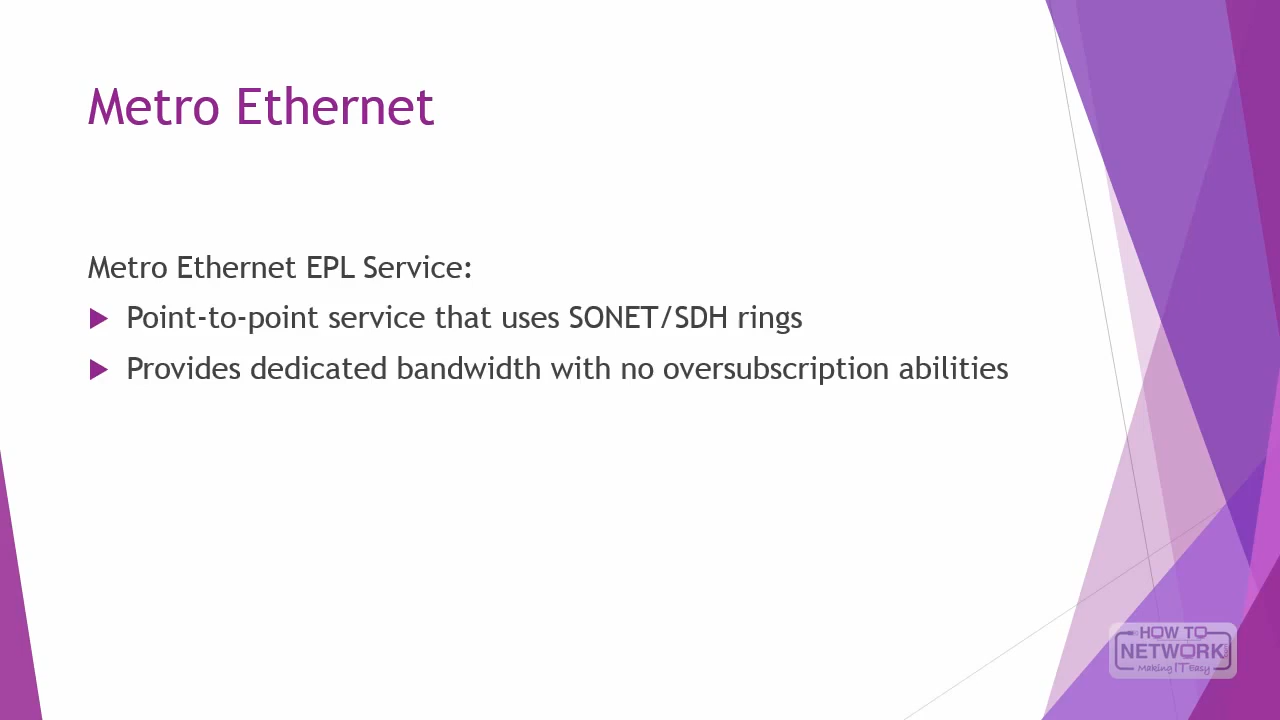 Metro Ethernet
Metro Ethernet EPL Service:
Point-to-point service that uses SONET/SDH rings
Provides dedicated bandwidth with no oversubscription abilities
HOW TO
NETWORK
Making IT Easy